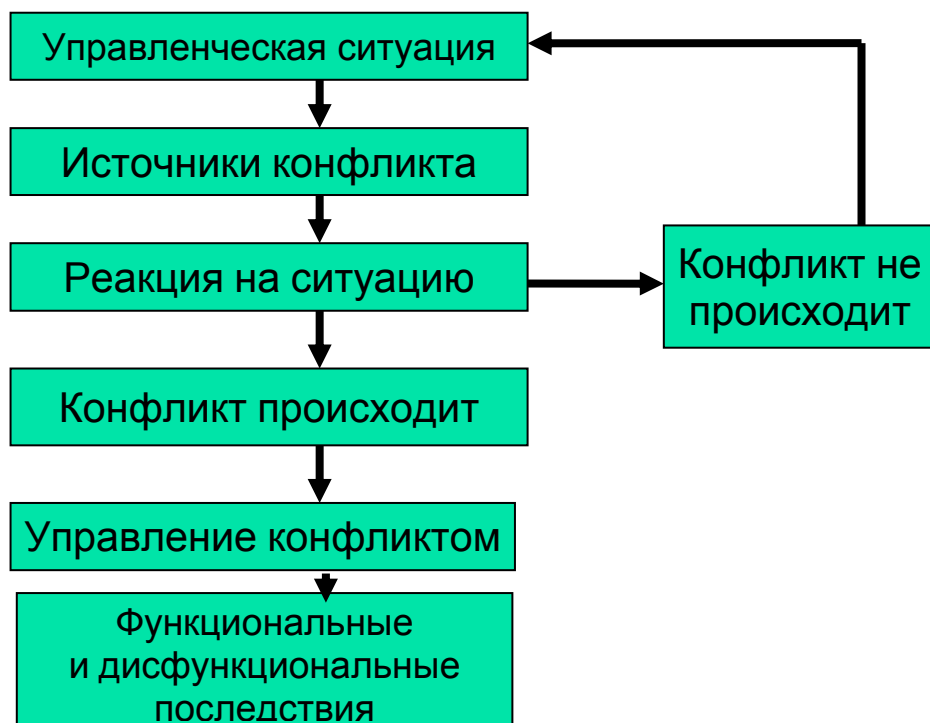 Управленческая ситуация
Источники конфликта
Реакция на ситуацию
Конфликт не
происходит
Конфликт происходит
Управление конфликтом
Функциональные
и дисфункциональные
последствия